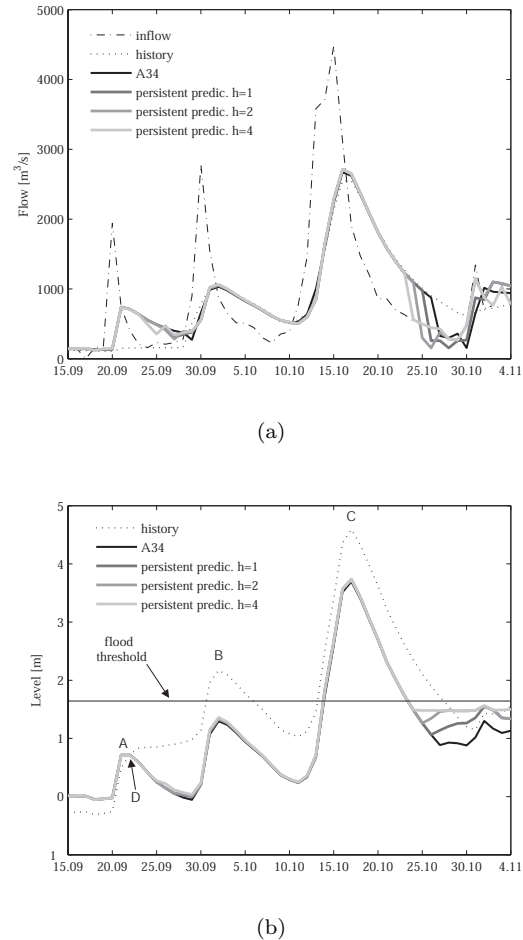 5000
4000
3000
2000
1000
0
Flow [m³/s]
inflow
history
A34
persistent predic. h=1
persistent predic. h=2
persistent predic. h=4
15.09 20.09 25.09 30.09 5.10 10.10 15.10 20.10 25.10 30.10 4.11
(a)
5
4
3
2
1
0
1
Level [m]
history
A34
persistent predic. h=1
persistent predic. h=2
persistent predic. h=4
flood
threshold
A
B
C
D
15.09 20.09 25.09 30.09 5.10 10.10 15.10 20.10 25.10 30.10 4.11
(b)